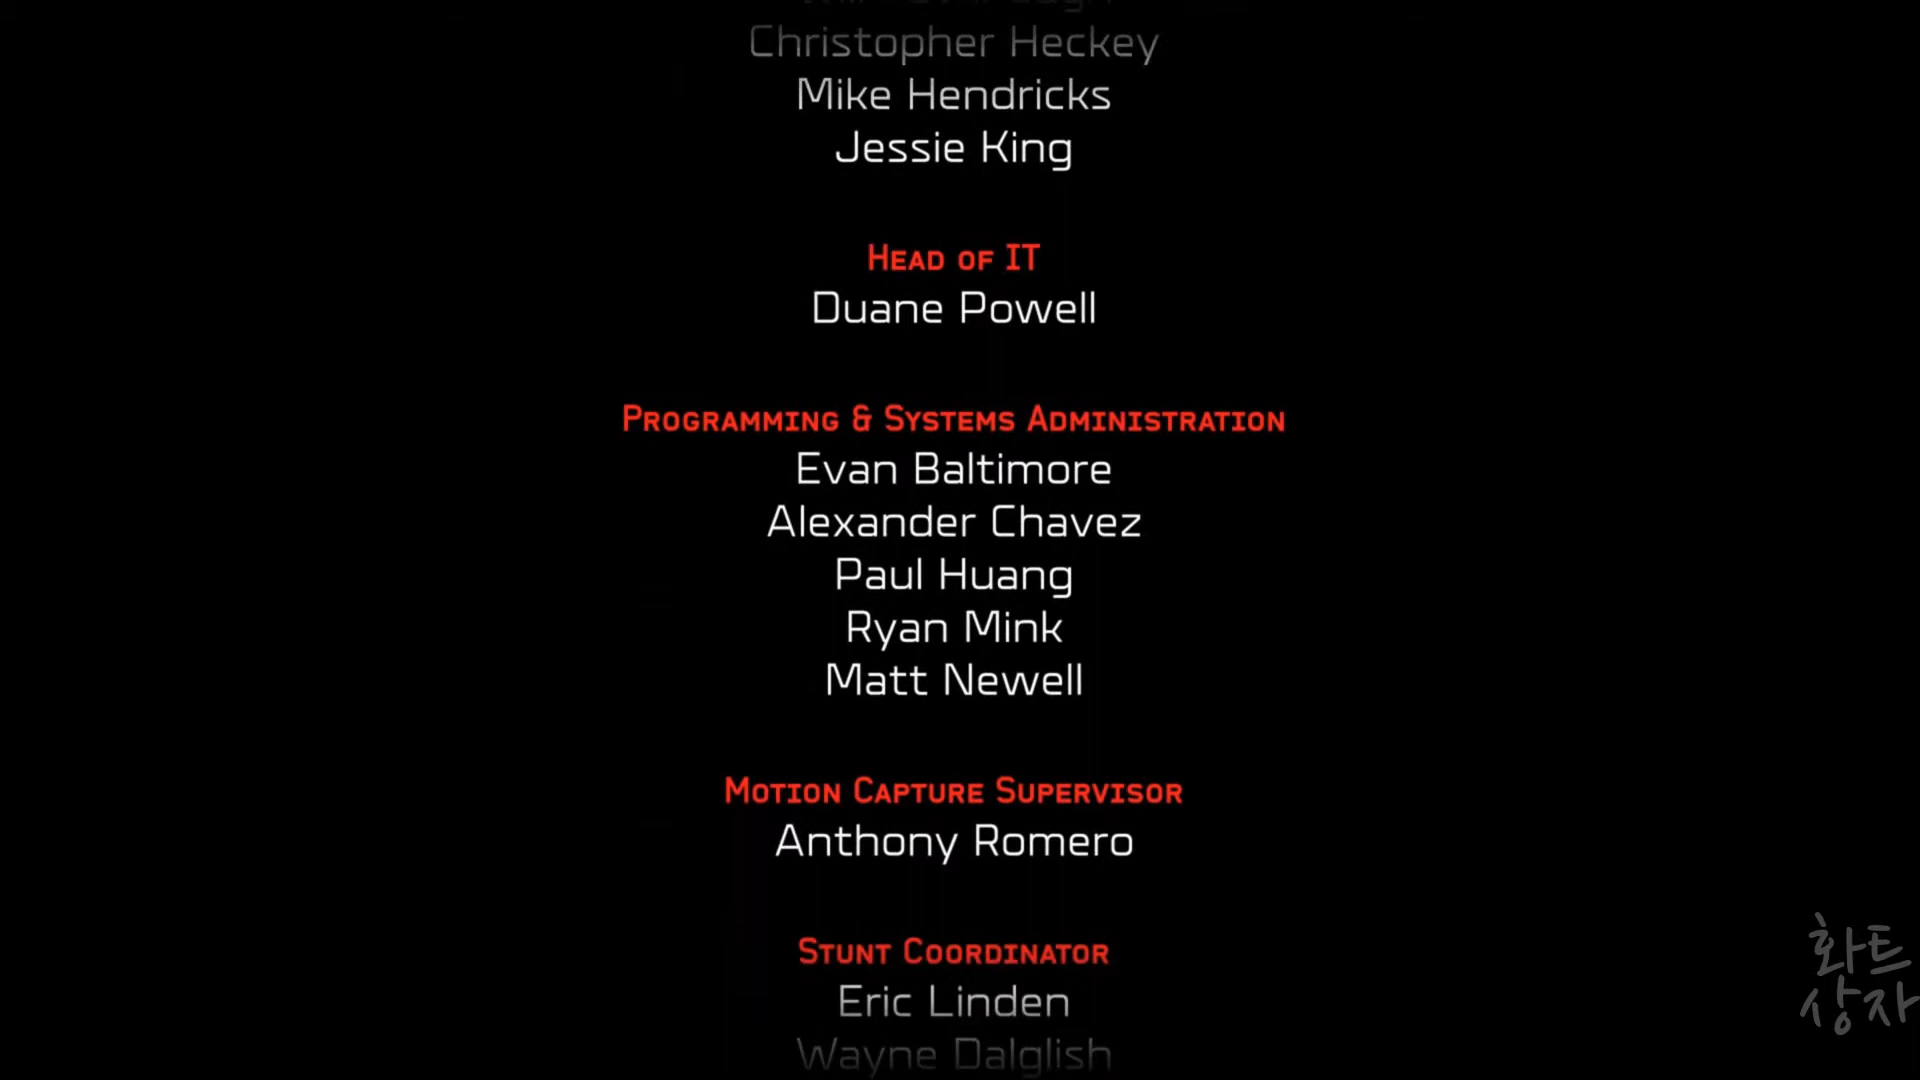 Christopher Heckey
Mike Hendricks
Jessie King
HEAD OF IT
Duane Powell
PROGRAMMING & SYSTEMS ADMINISTRATION
Evan Baltimore
Alexander Chavez
Paul Huang
Ryan Mink
Matt Newell
MOTION CAPTURE SUPERVISOR
Anthony Romero
STUNT COORDINATOR
Eric Linden
Wayne Dalglish
화트
상자